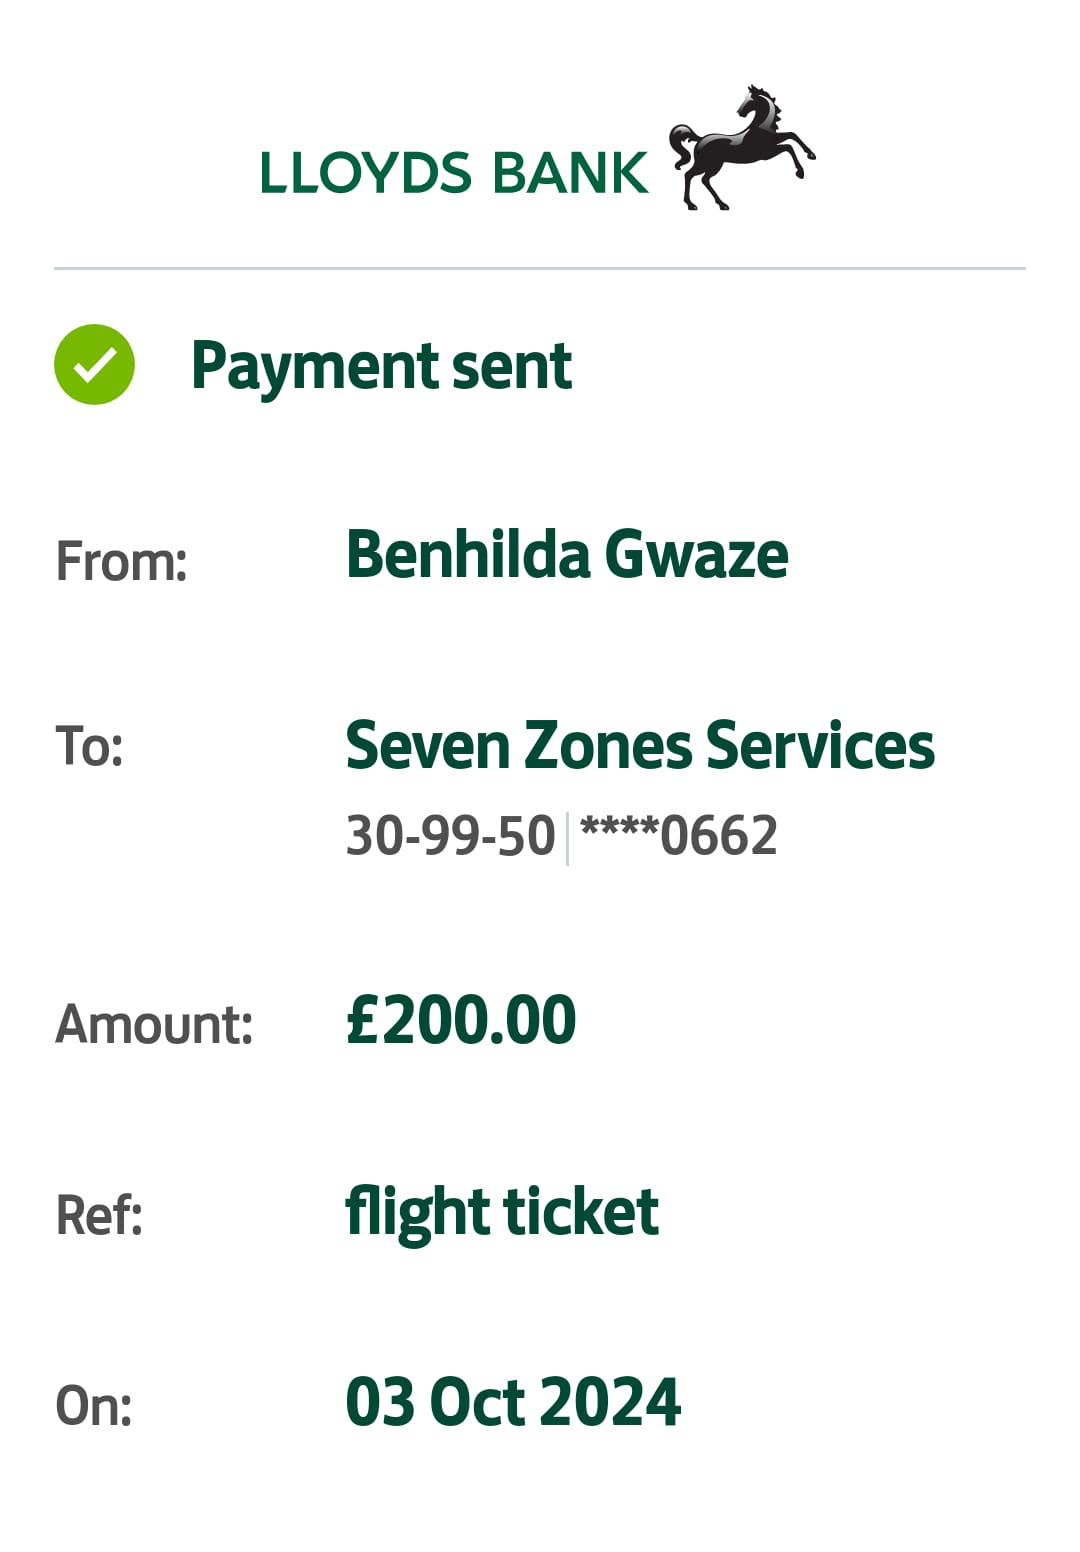 LLOYDS BANK
Payment sent
From: Benhilda Gwaze
To: Seven Zones Services
30-99-50 | ****0662
Amount: £200.00
Ref: flight ticket
On: 03 Oct 2024